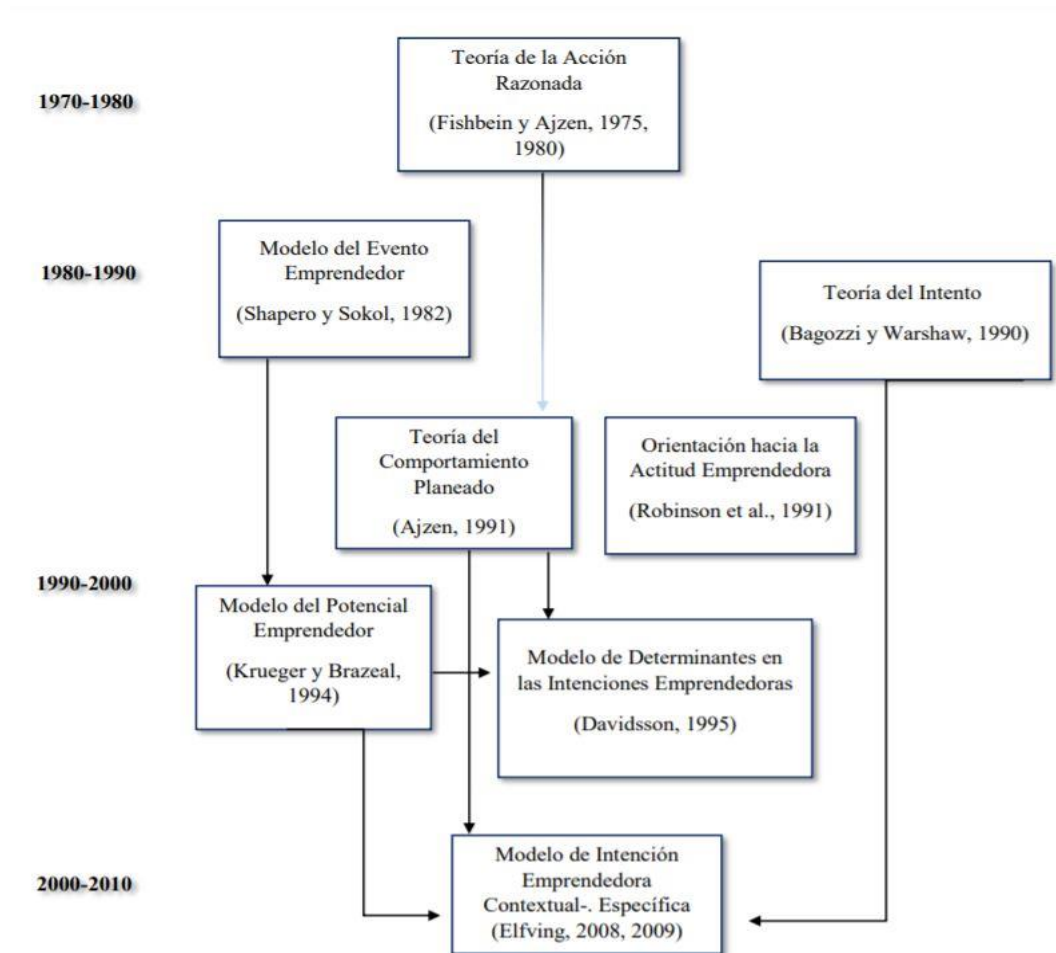 Teoría de la Acción
Razonada
(Fishbein y Ajzen, 1975,
1980)
1970-1980
Modelo del Evento
Emprendedor
(Shapero y Sokol, 1982)
1980-1990
Teoría del Intento
(Bagozzi y Warshaw, 1990)
Teoría del
Comportamiento
Planeado
(Ajzen, 1991)
Orientación hacia la
Actitud Emprendedora
(Robinson et al., 1991)
1990-2000
Modelo del Potencial
Emprendedor
(Krueger y Brazeal,
1994)
Modelo de Determinantes en
las Intenciones Emprendedoras
(Davidsson, 1995)
Modelo de Intención
Emprendedora
Contextual-. Específica
(Elfving, 2008, 2009)
2000-2010